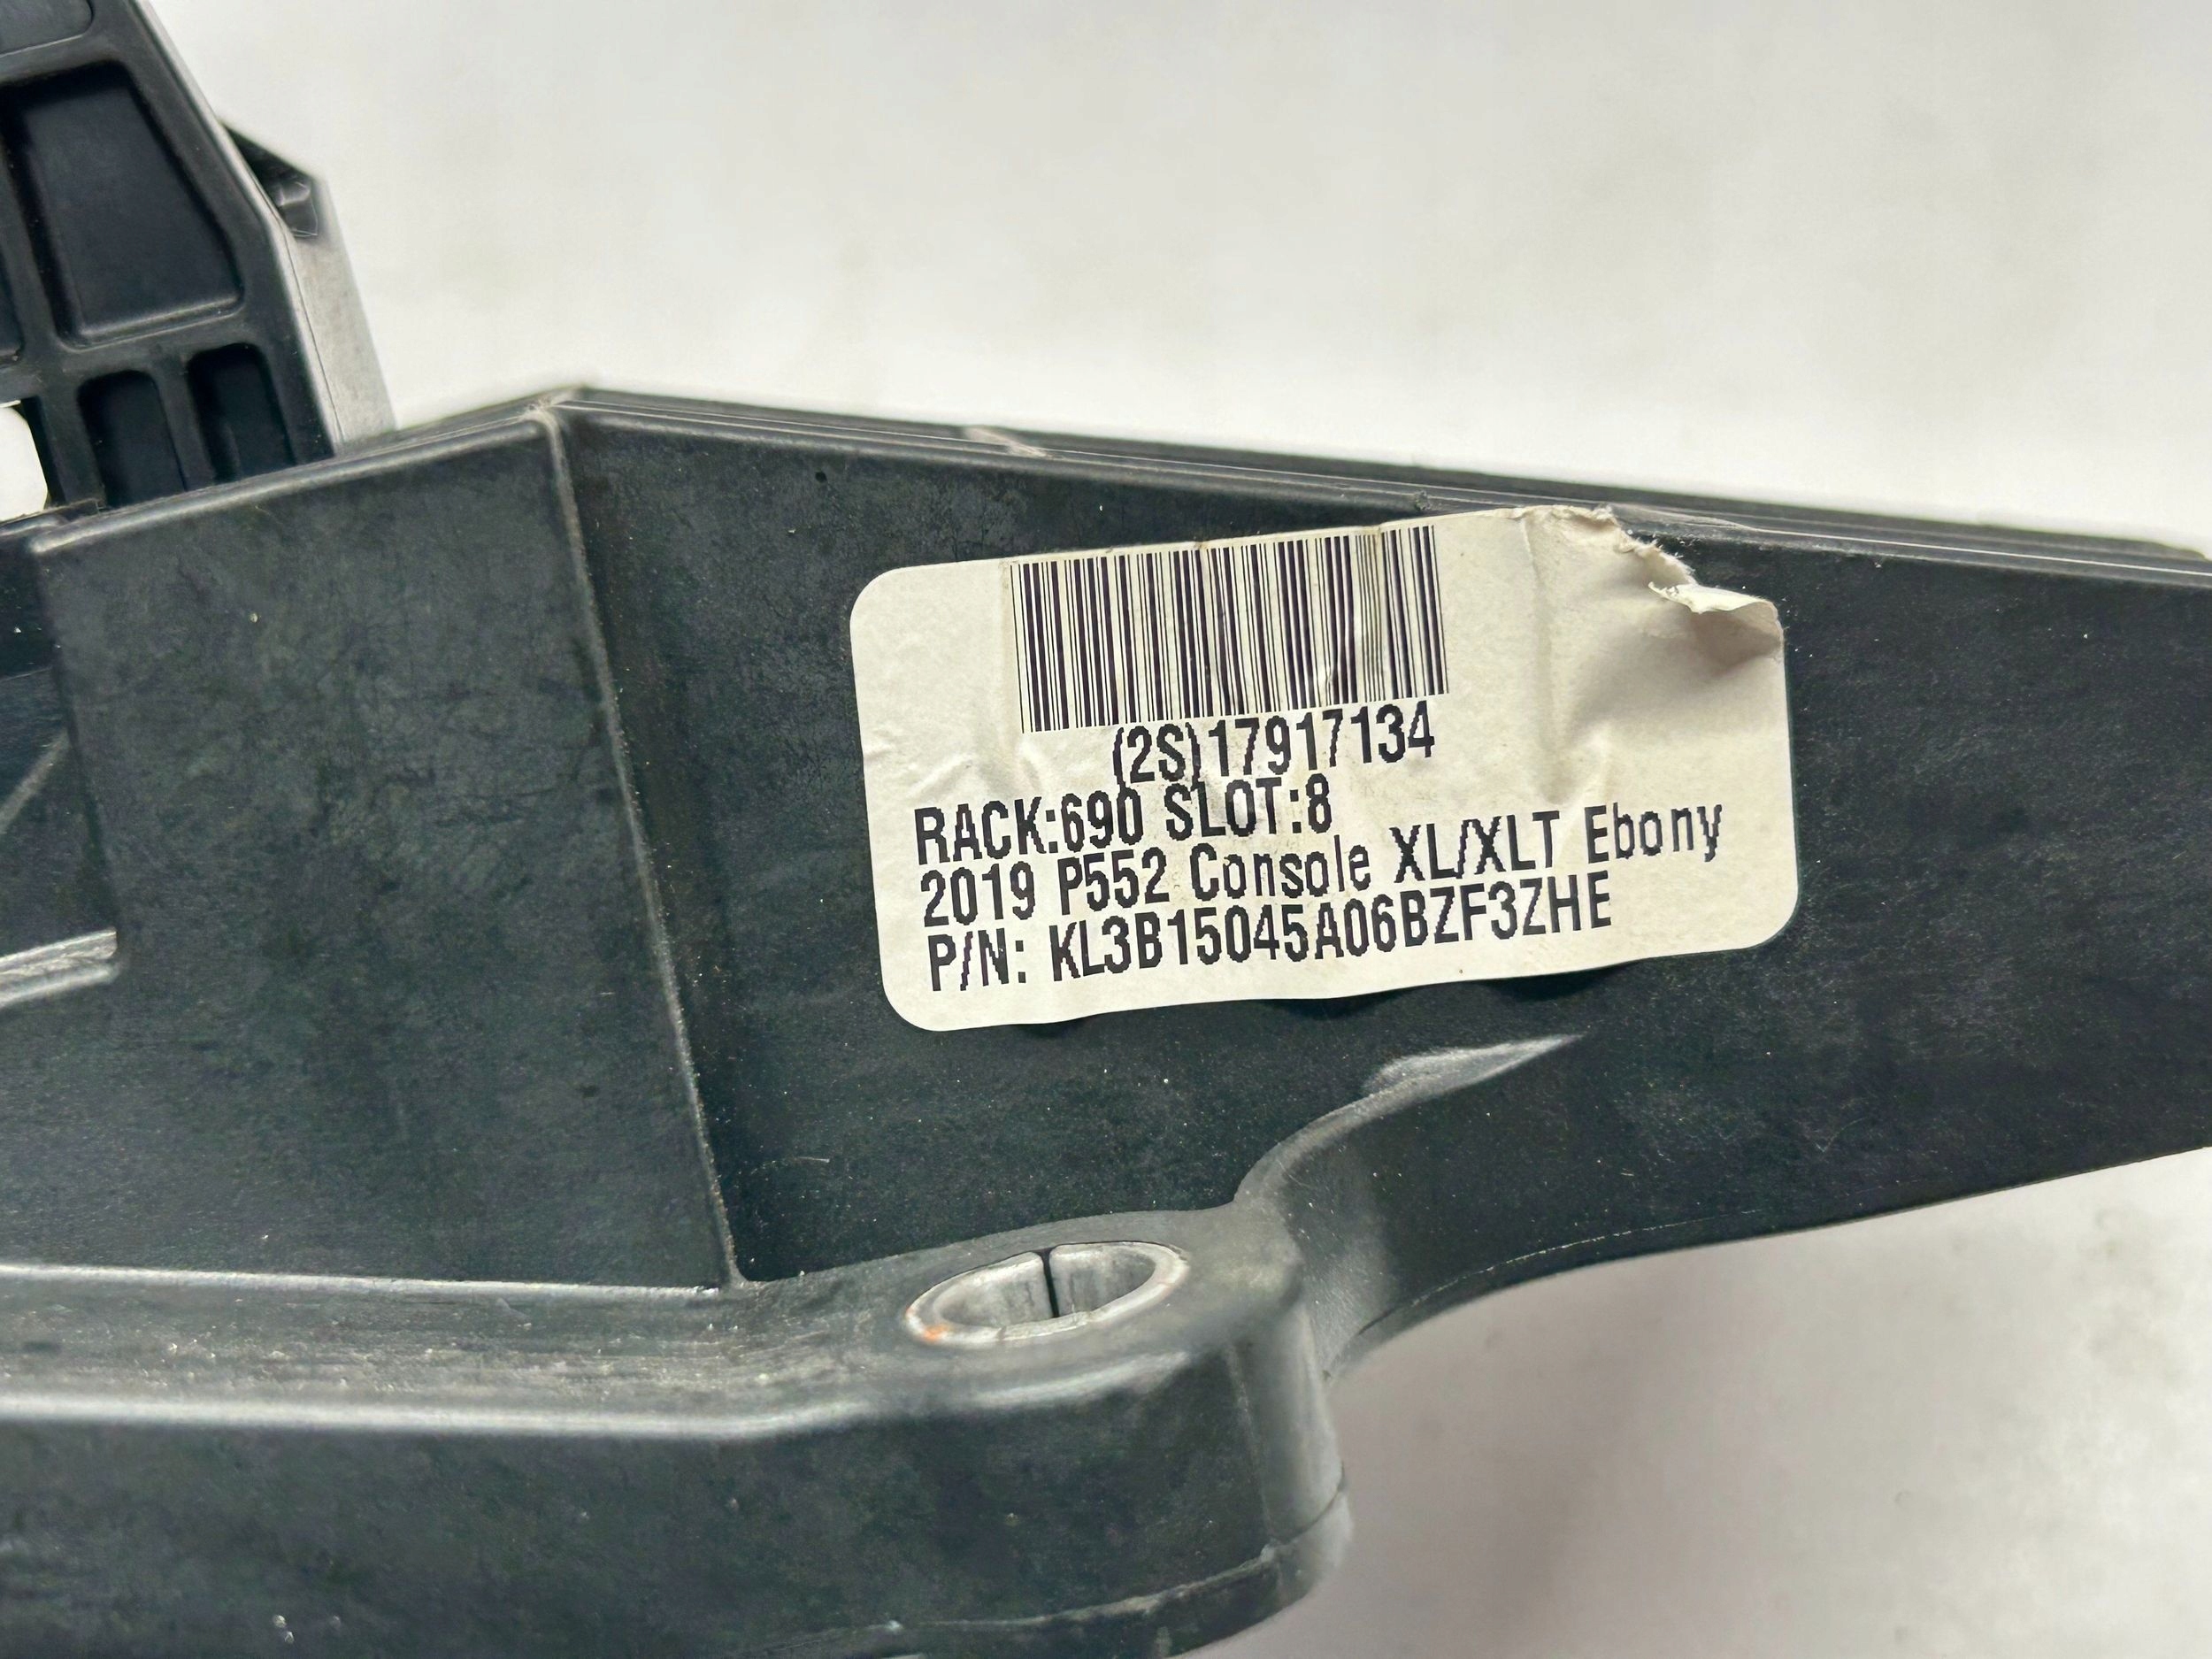 (2S)17917134
RACK:690 SLOT:8
2019 P552 Console XL/XLT Ebony
P/N: KL3B15045A06BZF3ZHE